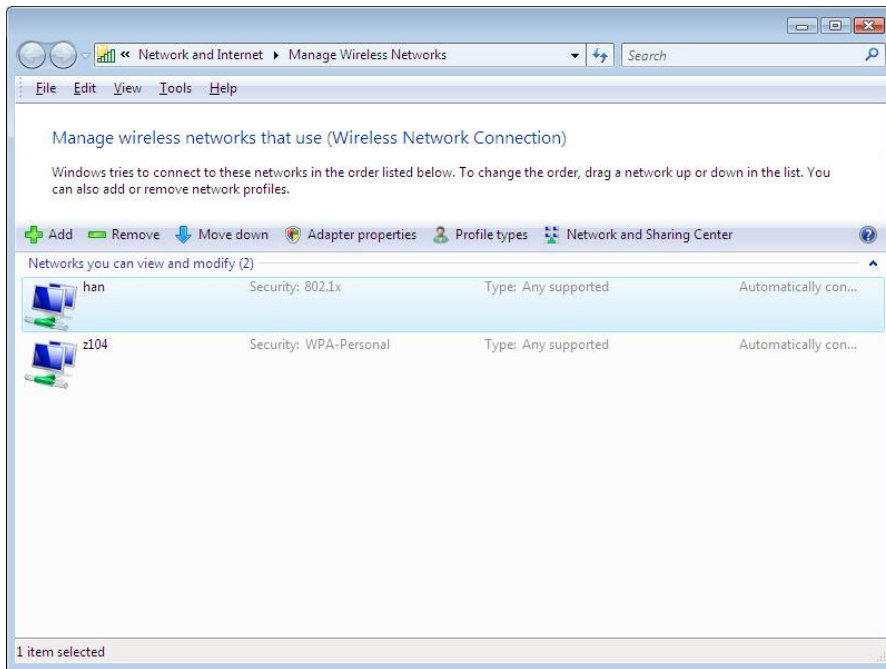 « Network and Internet ▸ Manage Wireless Networks Search
File Edit View Tools Help
Manage wireless networks that use (Wireless Network Connection)
Windows tries to connect to these networks in the order listed below. To change the order, drag a network up or down in the list. You
can also add or remove network profiles.
Add Remove Move down Adapter properties Profile types Network and Sharing Center
Networks you can view and modify (2)
han Security: 802.1x Type: Any supported Automatically con...
z104 Security: WPA-Personal Type: Any supported Automatically con...
1 item selected